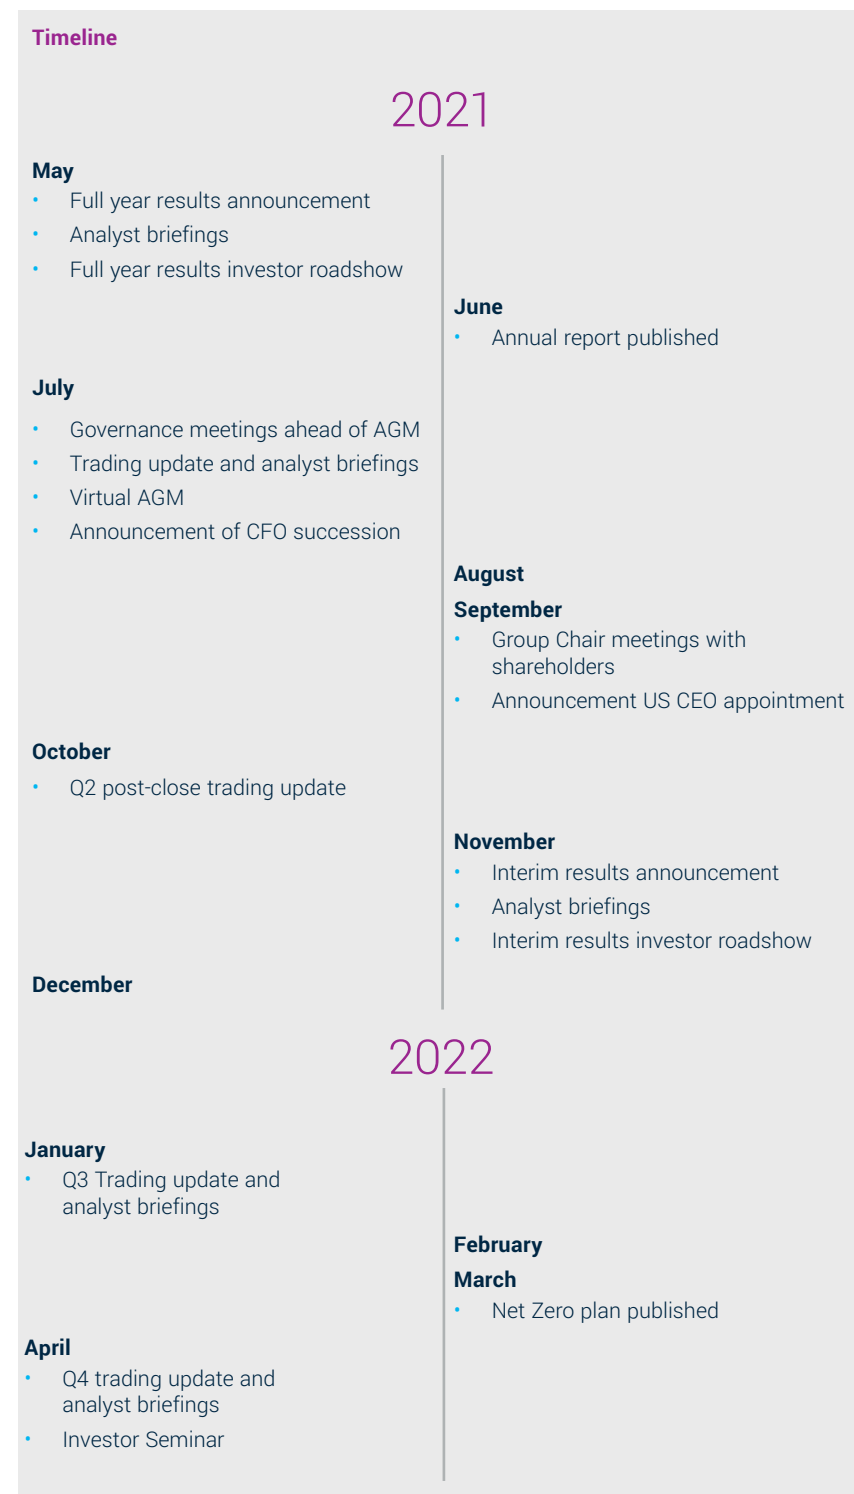 Timeline
2021
May
• Full year results announcement
• Analyst briefings
• Full year results investor roadshow
June
• Annual report published
July
• Governance meetings ahead of AGM
• Trading update and analyst briefings
• Virtual AGM
• Announcement of CFO succession
August
September
• Group Chair meetings with
shareholders
• Announcement US CEO appointment
October
• Q2 post-close trading update
November
• Interim results announcement
• Analyst briefings
• Interim results investor roadshow
December
2022
January
• Q3 Trading update and
analyst briefings
February
March
• Net Zero plan published
April
• Q4 trading update and
analyst briefings
• Investor Seminar